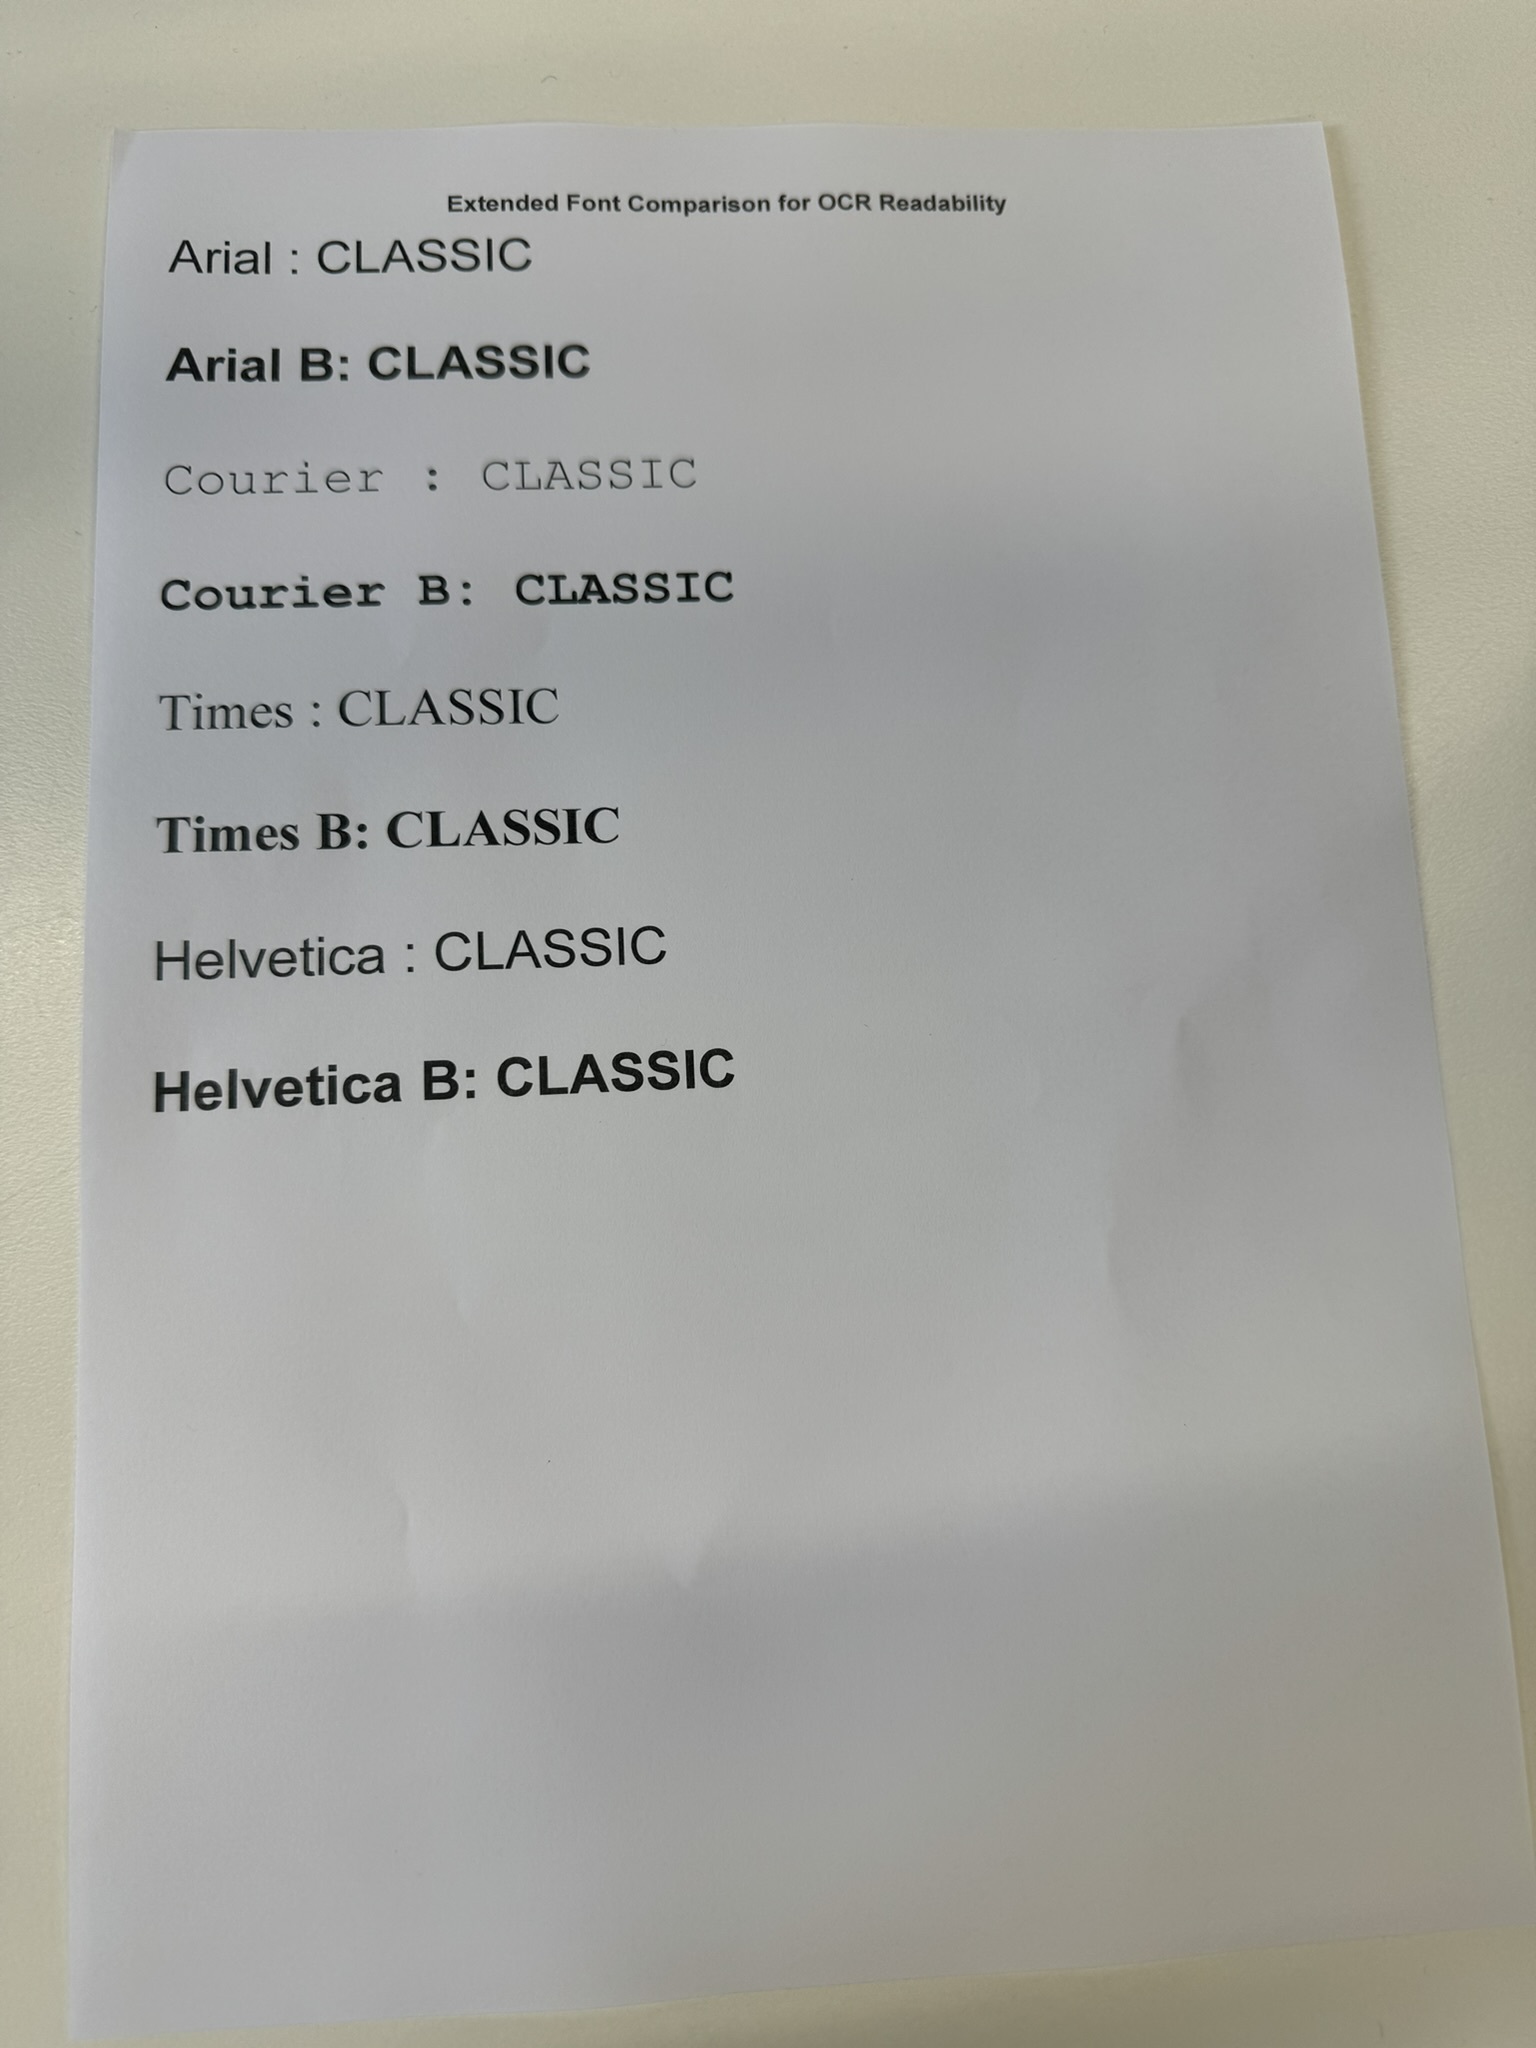 Extended Font Comparison for OCR Readability
Arial : CLASSIC
Arial B: CLASSIC
Courier : CLASSIC
Courier B: CLASSIC
Times : CLASSIC
Times B: CLASSIC
Helvetica : CLASSIC
Helvetica B: CLASSIC